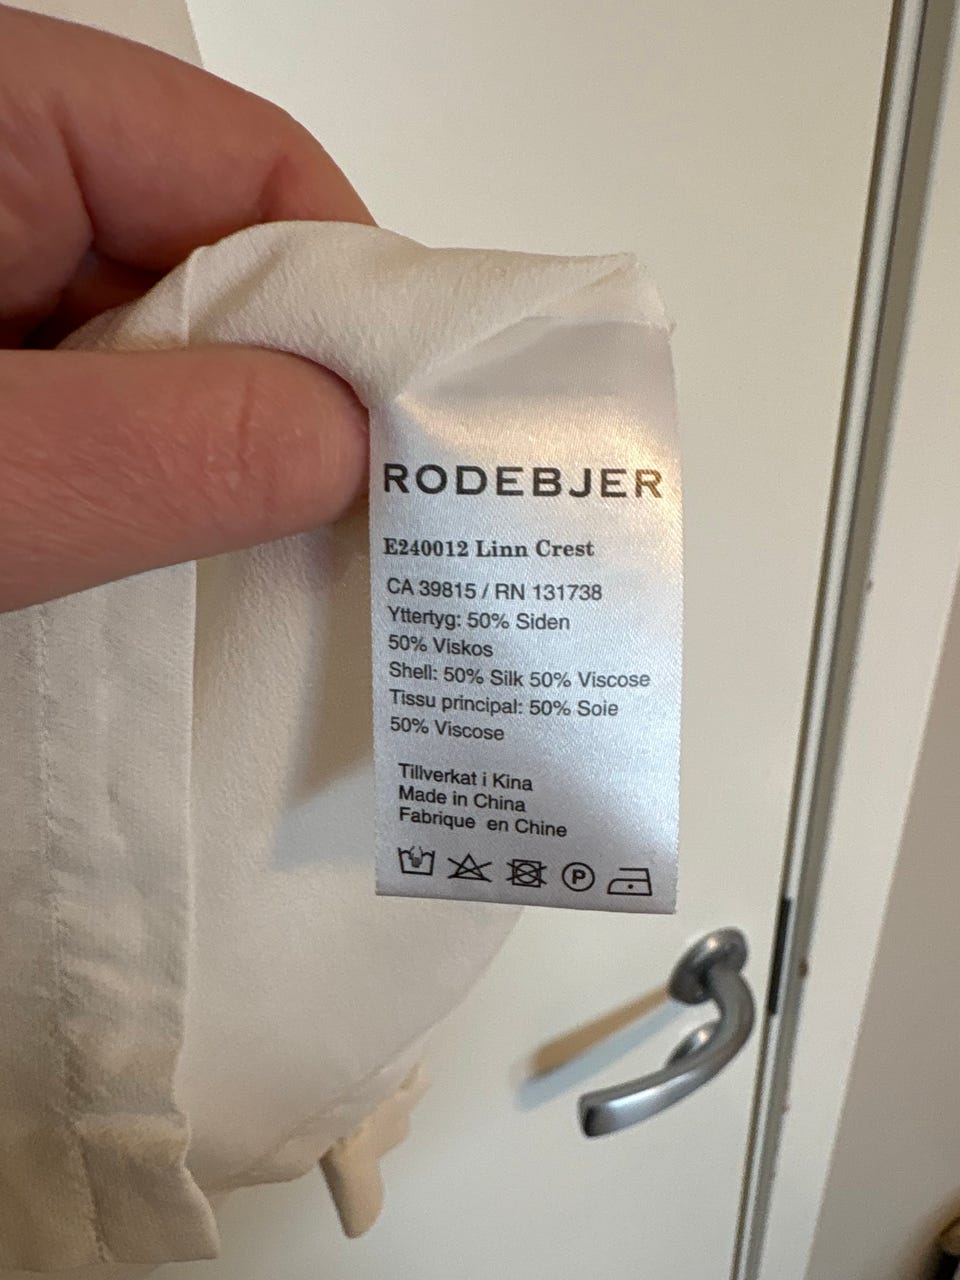 RODEBJER
E240012 Linn Crest
CA 39815 / RN 131738
Yttertyg: 50% Siden
50% Viskos
Shell: 50% Silk 50% Viscose
Tissu principal: 50% Soie
50% Viscose
Tillverkat i Kina
Made in China
Fabrique en Chine
P